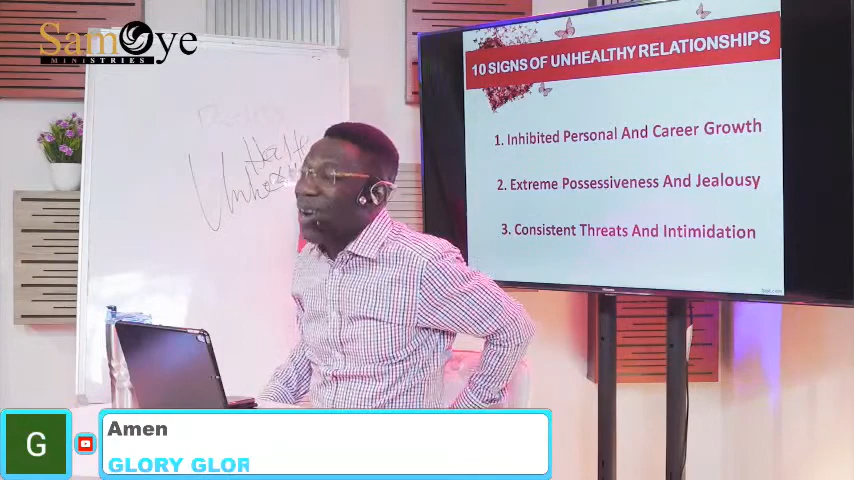 SamOye
MINISTRIES
10 SIGNS OF UNHEALTHY RELATIONSHIPS
1. Inhibited Personal And Career Growth
2. Extreme Possessiveness And Jealousy
3. Consistent Threats And Intimidation
G
Amen
GLORY GLOR